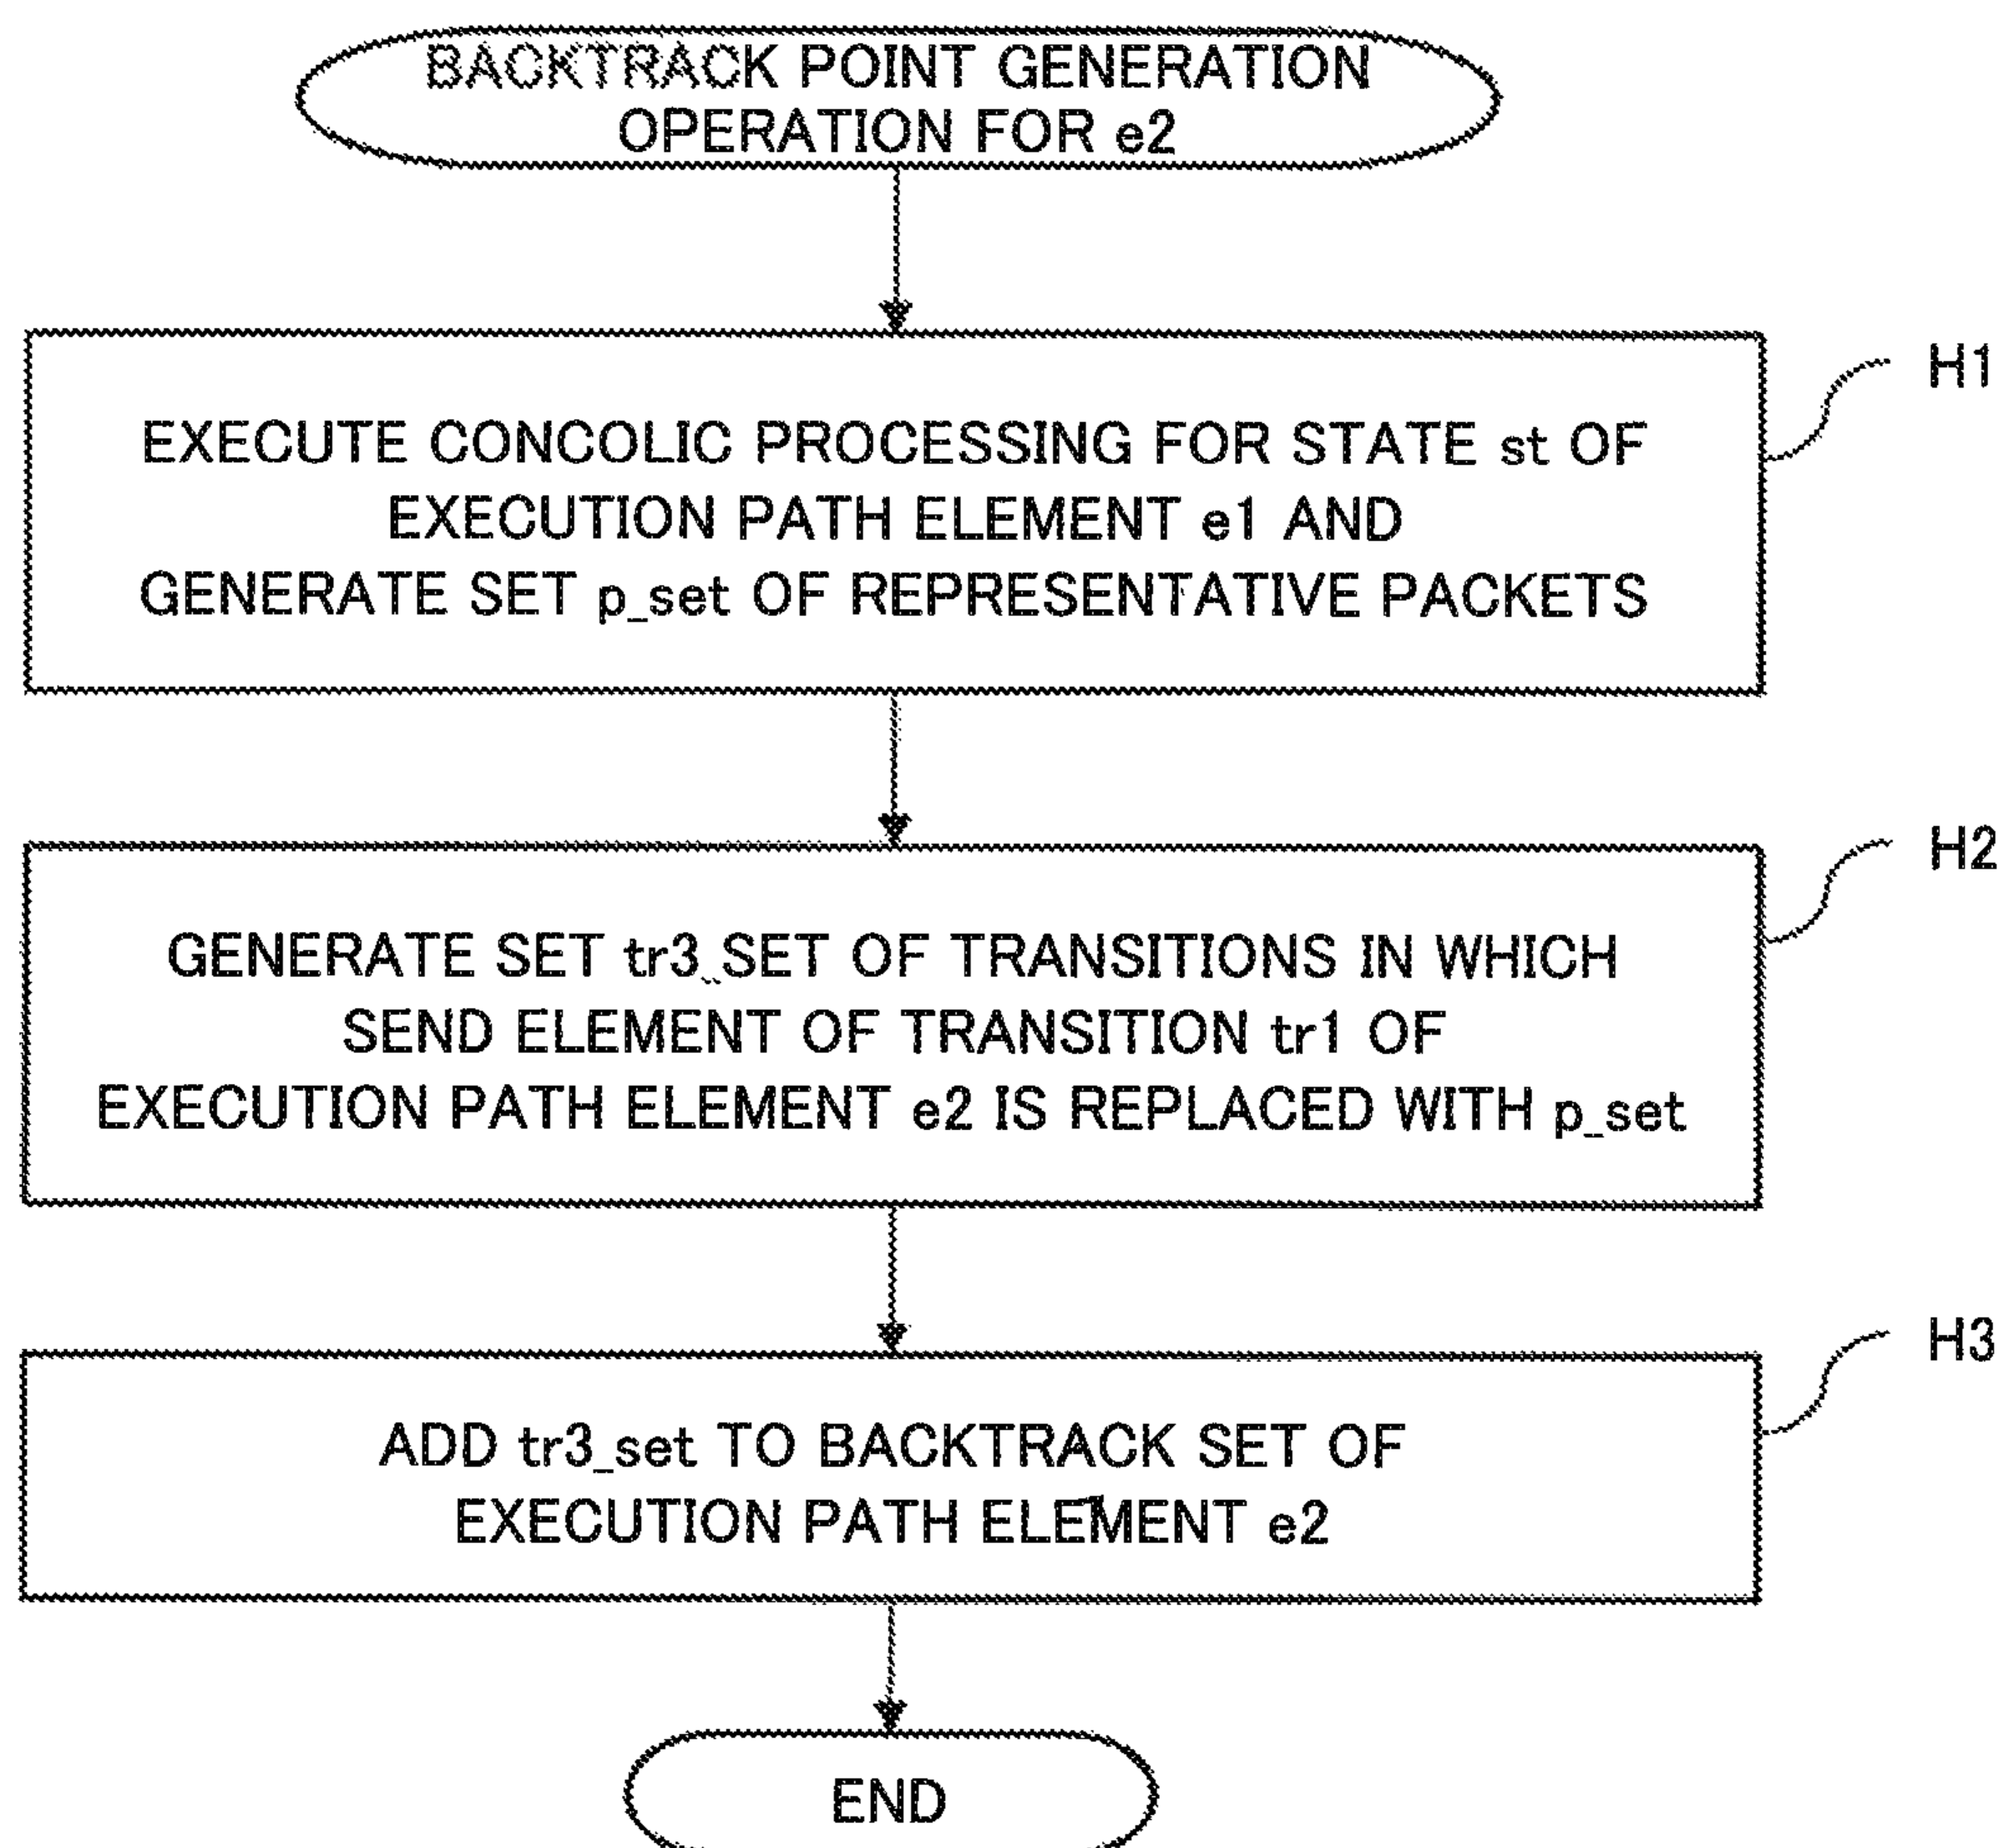 BACKTRACK POINT GENERATION
OPERATION FOR e2
H1
EXECUTE CONCOLIC PROCESSING FOR STATE st OF
EXECUTION PATH ELEMENT e1 AND
GENERATE SET p_set OF REPRESENTATIVE PACKETS
H2
GENERATE SET tr3_SET OF TRANSITIONS IN WHICH
SEND ELEMENT OF TRANSITION tr1 OF
EXECUTION PATH ELEMENT e2 IS REPLACED WITH p_set
H3
ADD tr3_set TO BACKTRACK SET OF
EXECUTION PATH ELEMENT e2
END